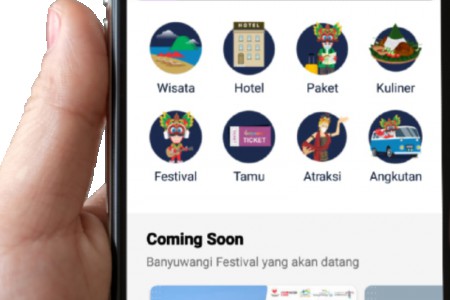 HOTEL
Wisata Hotel Paket Kuliner
TICKET
Festival Tamu Atraksi Angkutan
Coming Soon
Banyuwangi Festival yang akan datang